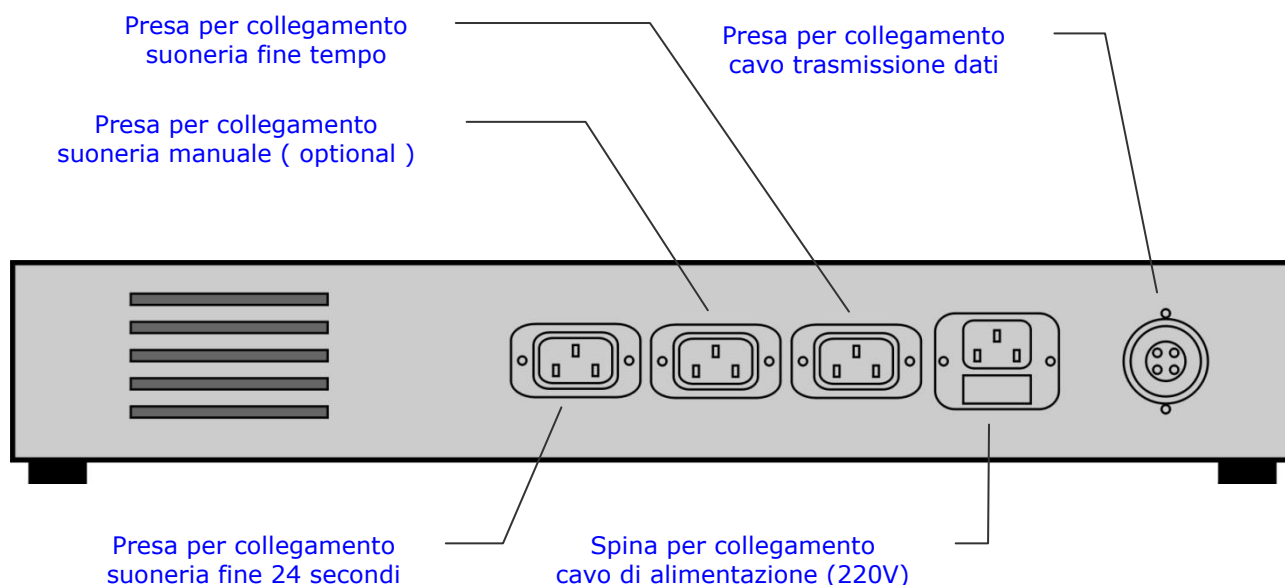 Presa per collegamento
suoneria fine tempo
Presa per collegamento
cavo trasmissione dati
Presa per collegamento
suoneria manuale ( optional )
Presa per collegamento
suoneria fine 24 secondi
Spina per collegamento
cavo di alimentazione (220V)